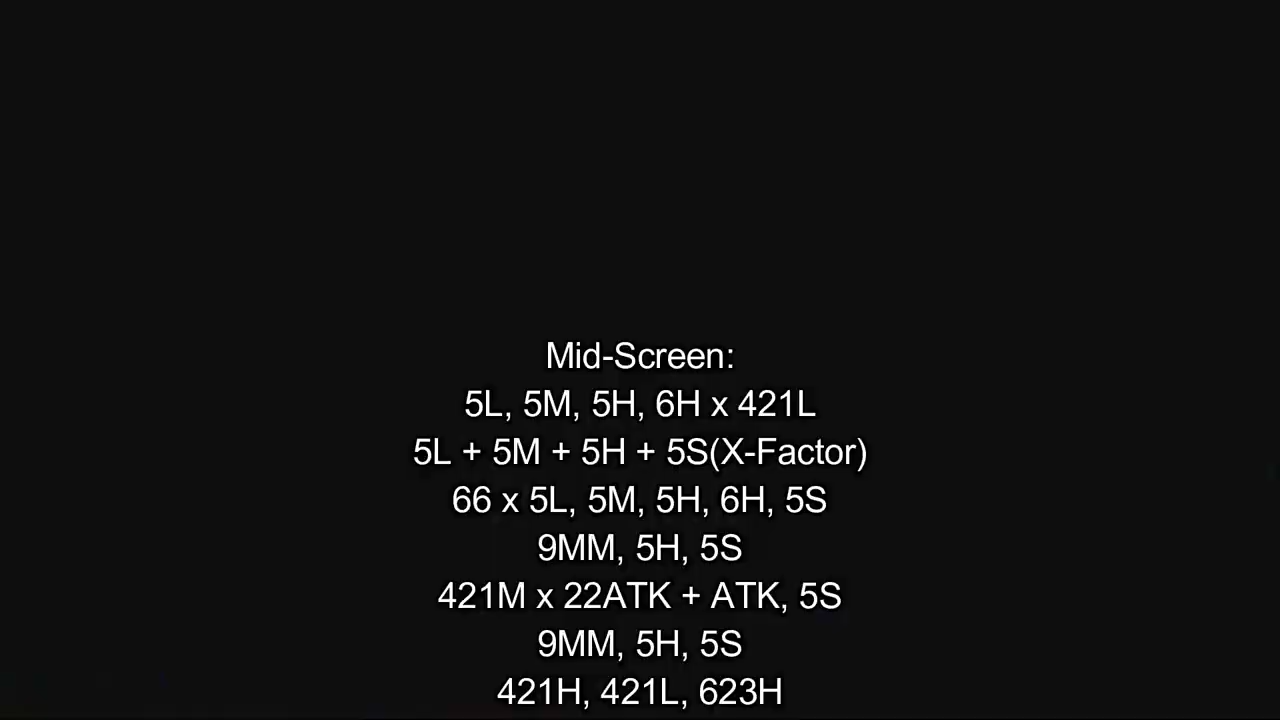 Mid-Screen:
5L, 5M, 5H, 6H x 421L
5L + 5M + 5H + 5S(X-Factor)
66 x 5L, 5M, 5H, 6H, 5S
9MM, 5H, 5S
421M x 22ATK + ATK, 5S
9MM, 5H, 5S
421H, 421L, 623H